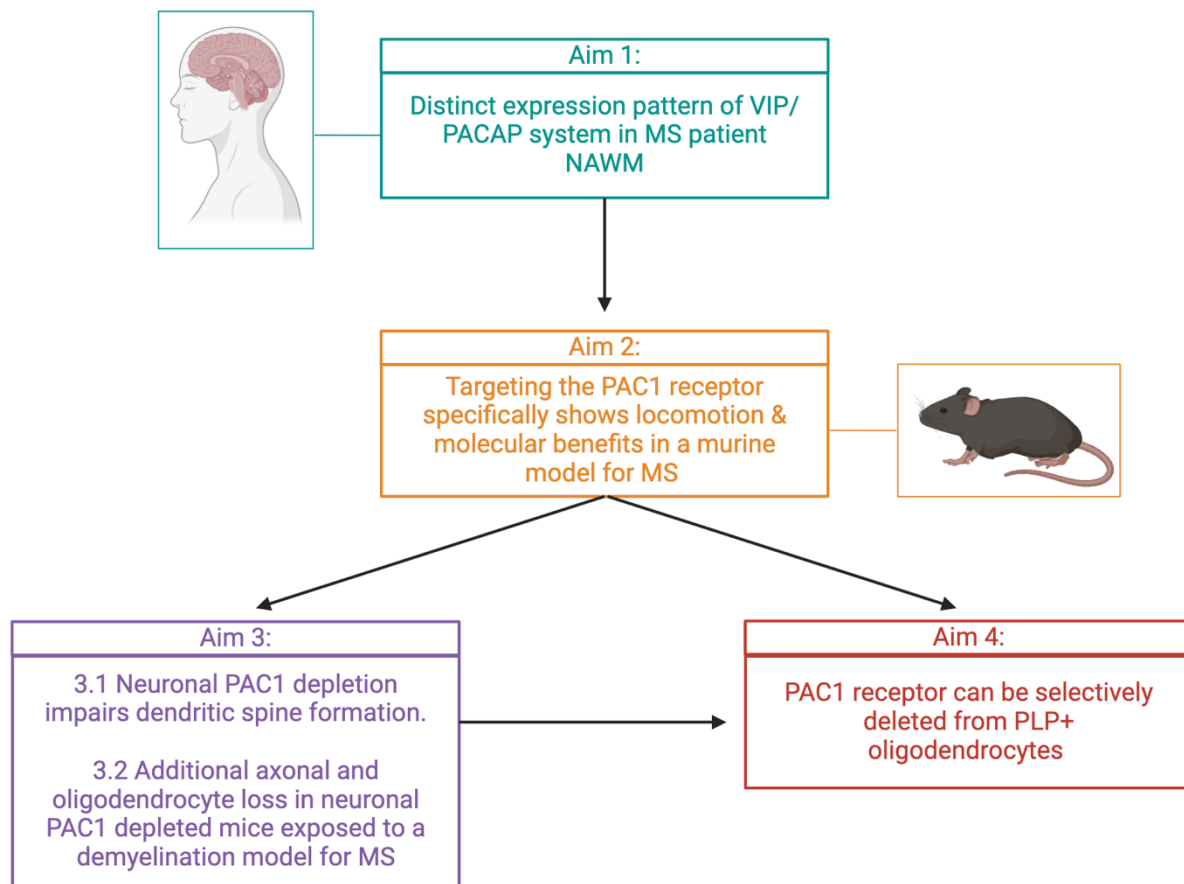 Aim 1:
Distinct expression pattern of VIP/
PACAP system in MS patient
NAWM
Aim 2:
Targeting the PAC1 receptor
specifically shows locomotion &
molecular benefits in a murine
model for MS
Aim 3:
3.1 Neuronal PAC1 depletion
impairs dendritic spine formation.
3.2 Additional axonal and
oligodendrocyte loss in neuronal
PAC1 depleted mice exposed to a
demyelination model for MS
Aim 4:
PAC1 receptor can be selectively
deleted from PLP+
oligodendrocytes